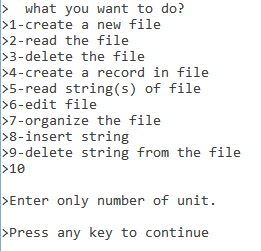 >  what you want to do?
>1-create a new file
>2-read the file
>3-delete the file
>4-create a record in file
>5-read string(s) of file
>6-edit file
>7-organize the file
>8-insert string
>9-delete string from the file
>10
>Enter only number of unit.
>Press any key to continue